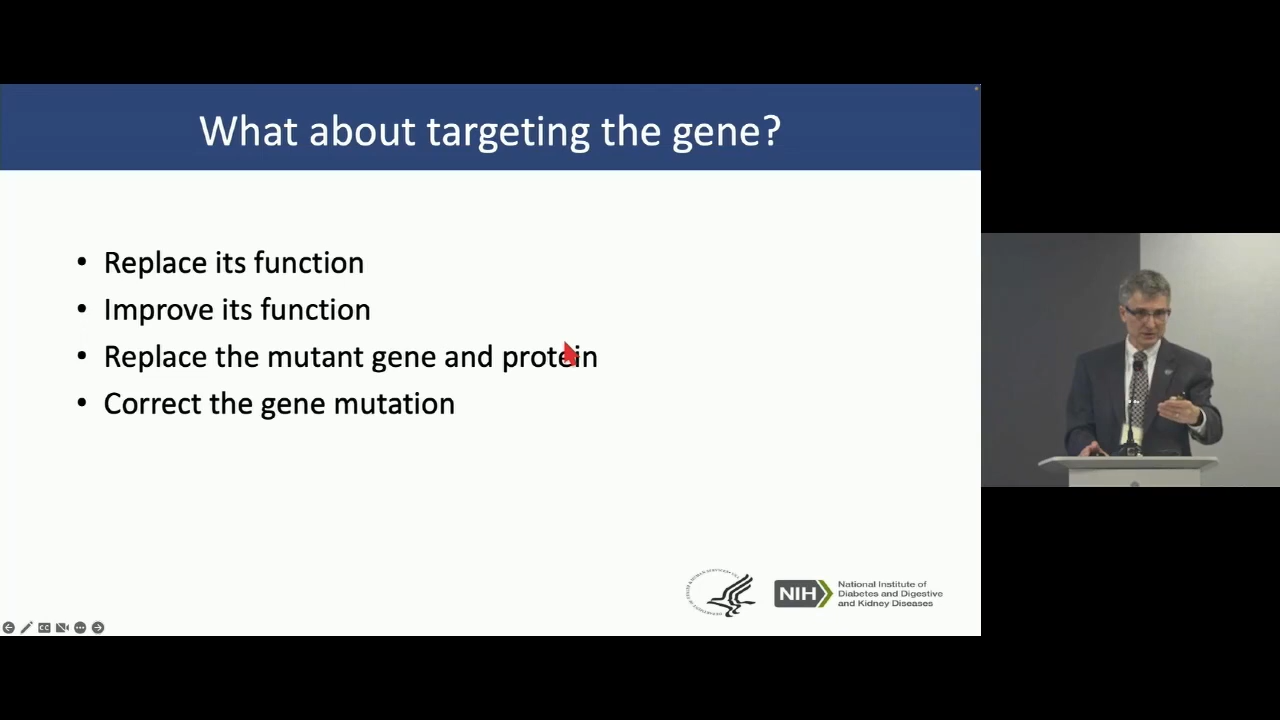 What about targeting the gene?
• Replace its function
• Improve its function
• Replace the mutant gene and protein
• Correct the gene mutation
NIH
National Institute of
Diabetes and Digestive
and Kidney Diseases
CC